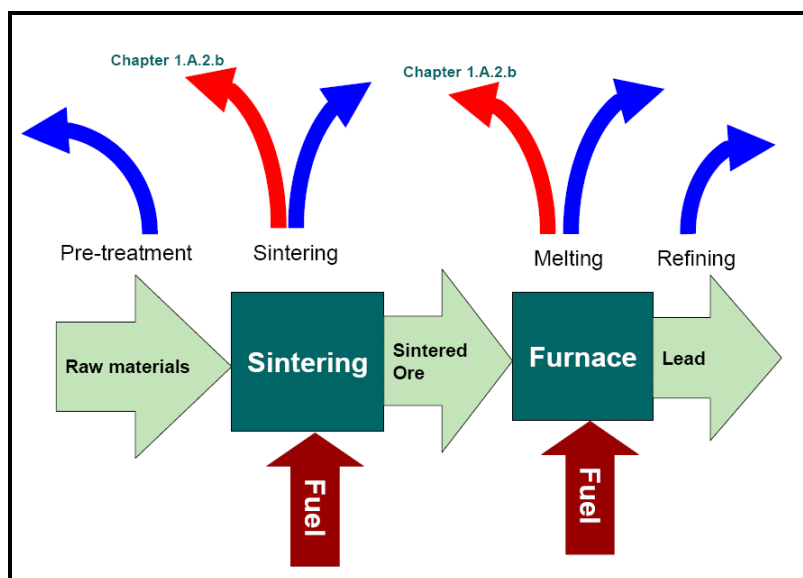 Chapter 1.A.2.b
Chapter 1.A.2.b
Pre-treatment
Sintering
Melting
Refining
Raw materials
Sintering
Sintered
Ore
Furnace
Lead
Fuel
Fuel